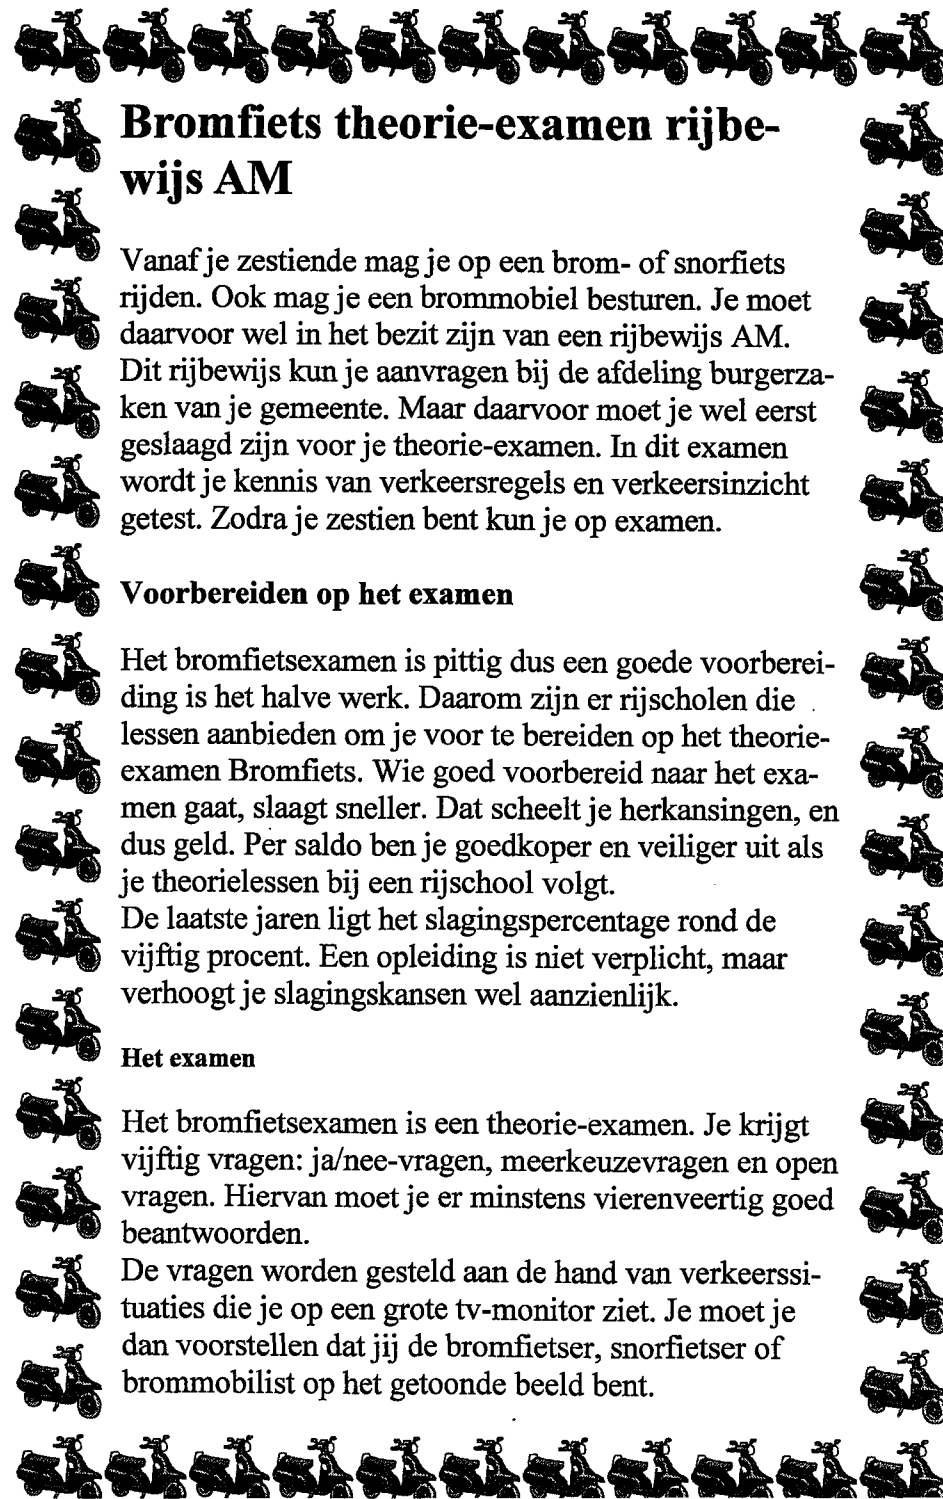 Bromfiets theorie-examen rijbe-
wijs AM
Vanaf je zestiende mag je op een brom- of snorfiets
rijden. Ook mag je een brommobiel besturen. Je moet
daarvoor wel in het bezit zijn van een rijbewijs AM.
Dit rijbewijs kun je aanvragen bij de afdeling burgerza-
ken van je gemeente. Maar daarvoor moet je wel eerst
geslaagd zijn voor je theorie-examen. In dit examen
wordt je kennis van verkeersregels en verkeersinzicht
getest. Zodra je zestien bent kun je op examen.
Voorbereiden op het examen
Het bromfietsexamen is pittig dus een goede voorberei-
ding is het halve werk. Daarom zijn er rijscholen die
lessen aanbieden om je voor te bereiden op het theorie-
examen Bromfiets. Wie goed voorbereid naar het exa-
men gaat, slaagt sneller. Dat scheelt je herkansingen, en
dus geld. Per saldo ben je goedkoper en veiliger uit als
je theorielessen bij een rijschool volgt.
De laatste jaren ligt het slagingspercentage rond de
vijftig procent. Een opleiding is niet verplicht, maar
verhoogt je slagingskansen wel aanzienlijk.
Het examen
Het bromfietsexamen is een theorie-examen. Je krijgt
vijftig vragen: ja/nee-vragen, meerkeuzevragen en open
vragen. Hiervan moet je er minstens vierenveertig goed
beantwoorden.
De vragen worden gesteld aan de hand van verkeerssi-
tuaties die je op een grote tv-monitor ziet. Je moet je
dan voorstellen dat jij de bromfietser, snorfietser of
brommobilist op het getoonde beeld bent.